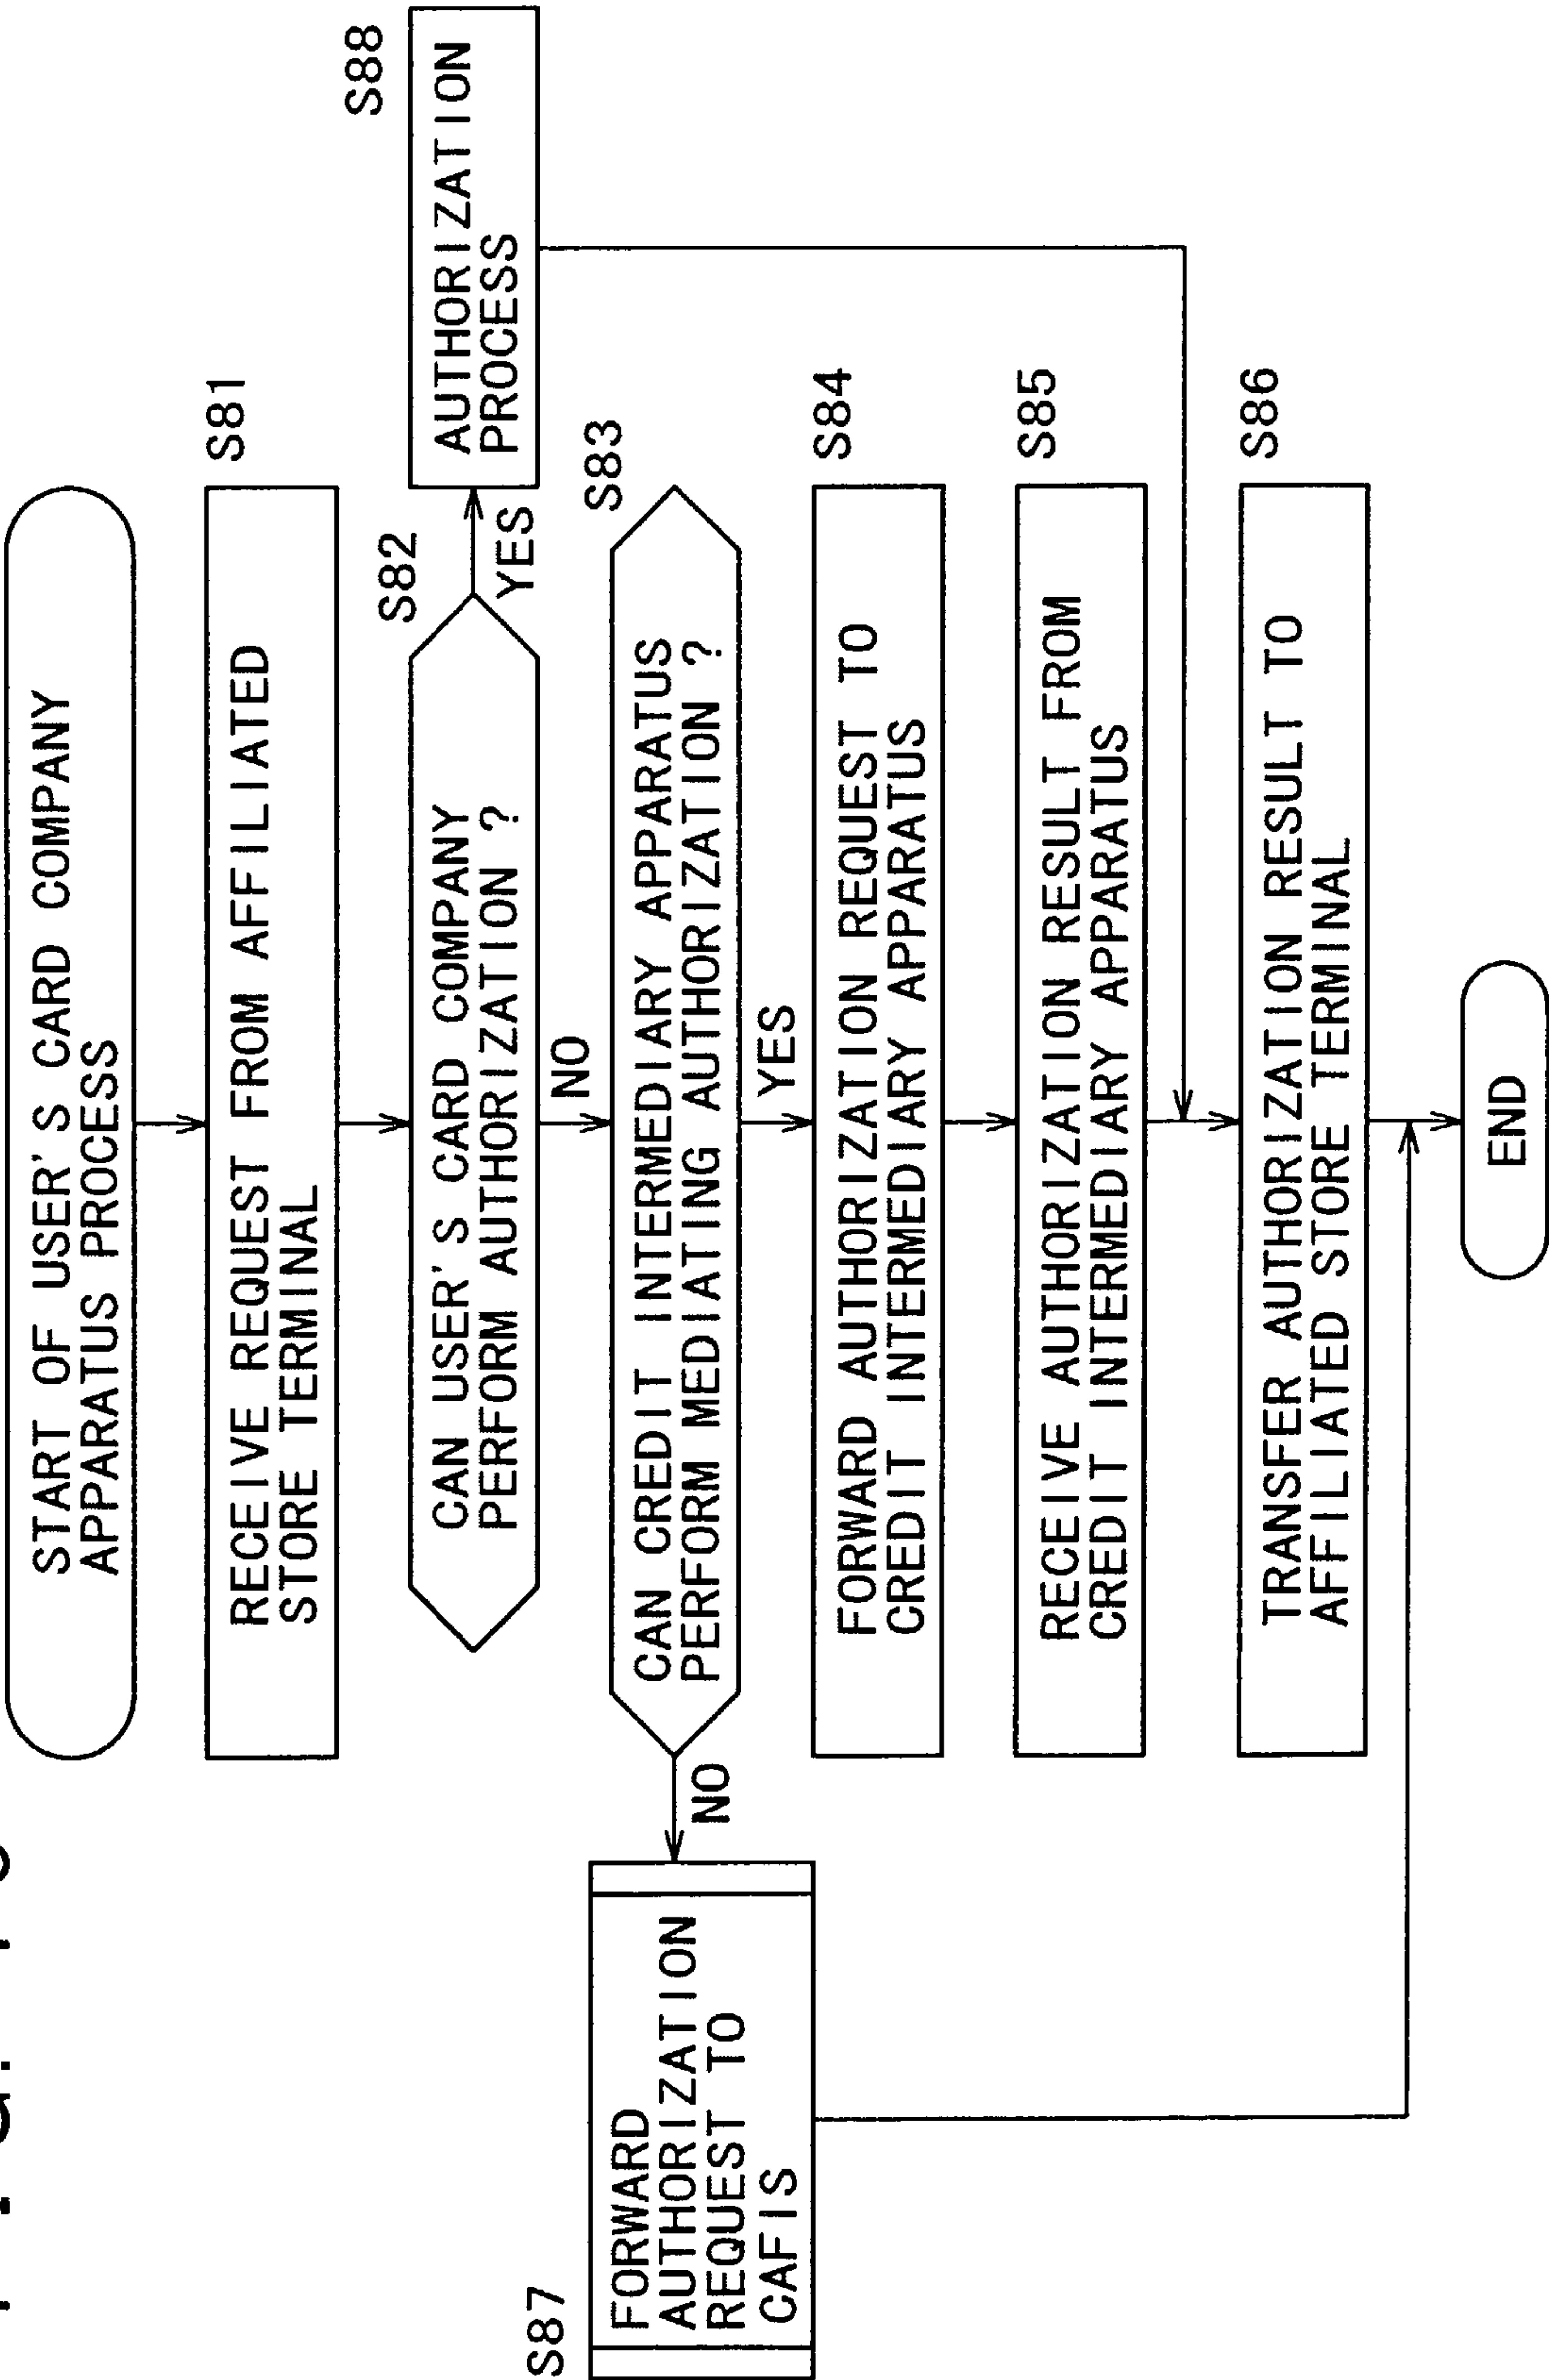 START OF USER'S CARD COMPANY
APPARATUS PROCESS
S81
RECEIVE REQUEST FROM AFFILIATED
STORE TERMINAL
S82
CAN USER'S CARD COMPANY
PERFORM AUTHORIZATION ?
YES
S88
AUTHORIZATION
PROCESS
NO
S83
CAN CREDIT INTERMEDIARY APPARATUS
PERFORM MEDIATING AUTHORIZATION ?
NO
S87
FORWARD
AUTHORIZATION
REQUEST TO
CAFIS
YES
S84
FORWARD AUTHORIZATION REQUEST TO
CREDIT INTERMEDIARY APPARATUS
S85
RECEIVE AUTHORIZATION RESULT FROM
CREDIT INTERMEDIARY APPARATUS
S86
TRANSFER AUTHORIZATION RESULT TO
AFFILIATED STORE TERMINAL
END